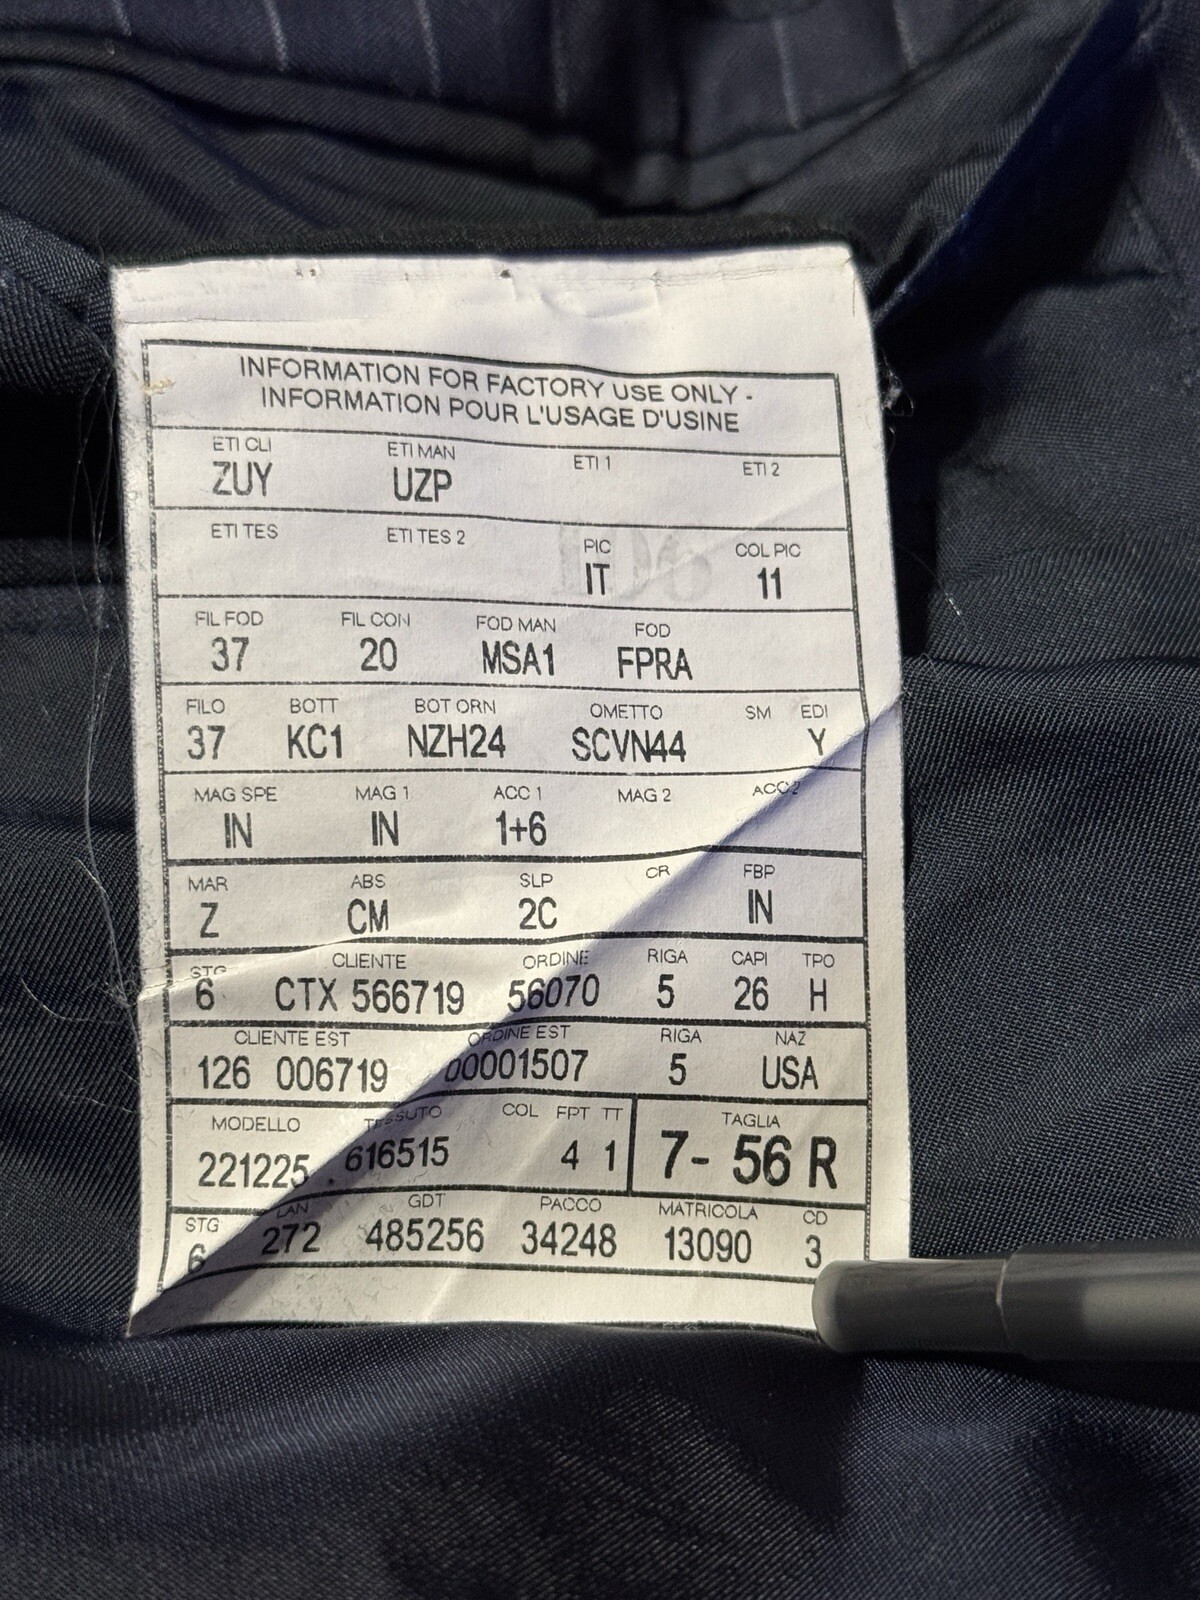 INFORMATION FOR FACTORY USE ONLY -
INFORMATION POUR L'USAGE D'USINE
ETI CLI ETI MAN ETI 1 ETI 2
ZUY UZP
ETI TES ETI TES 2 PIC COL PIC
IT 11
FIL FOD FIL CON FOD MAN FOD
37 20 MSA1 FPRA
FILO BOTT BOT ORN OMETTO SM EDI
37 KC1 NZH24 SCVN44 Y
MAG SPE MAG 1 ACC 1 MAG 2 ACC 2
IN IN 1+6
MAR ABS SLP CR FBP
Z CM 2C IN
STG CLIENTE ORDINE RIGA CAPI TPO
6 CTX 566719 56070 5 26 H
CLIENTE EST ORDINE EST RIGA NAZ
126 006719 00001507 5 USA
MODELLO TESSUTO COL FPT TT TAGLIA
221225 616515 4 1 7- 56 R
STG LAN GDT PACCO MATRICOLA CD
6 272 485256 34248 13090 3